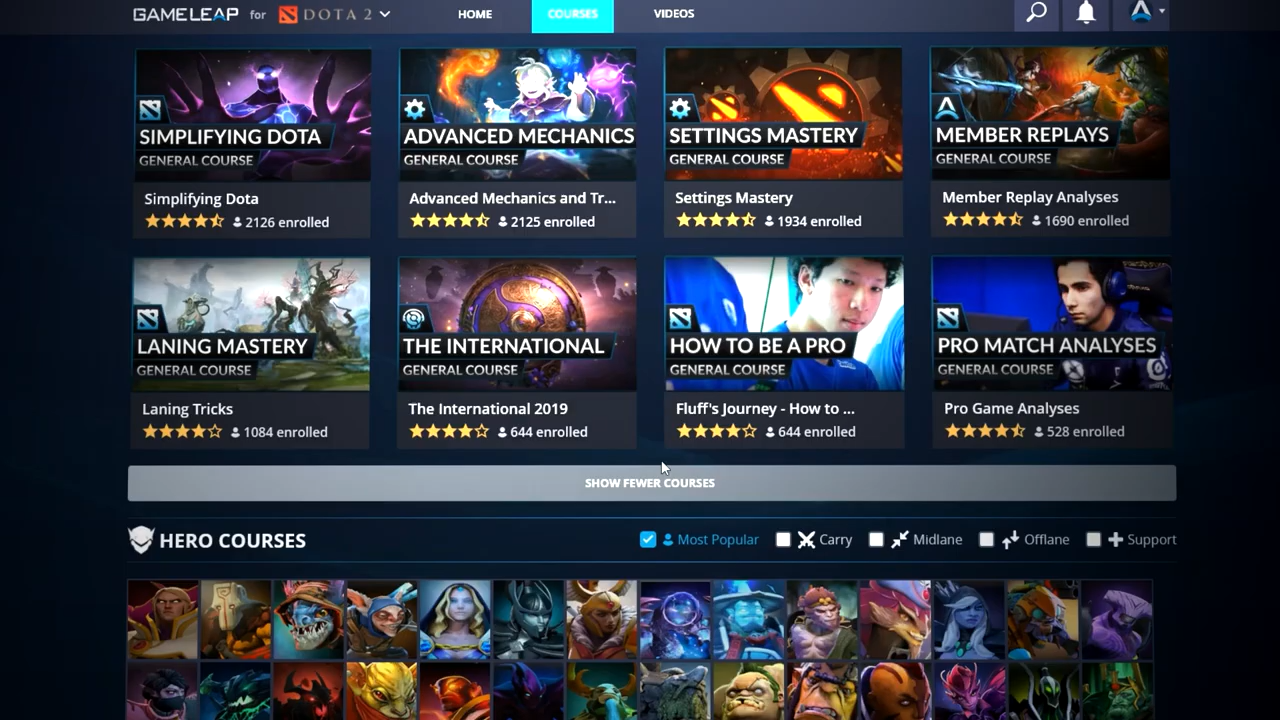 GAMELEAP for DOTA 2 HOME COURSES VIDEOS
SIMPLIFYING DOTA
GENERAL COURSE
Simplifying Dota
2126 enrolled
ADVANCED MECHANICS
GENERAL COURSE
Advanced Mechanics and Tr...
2125 enrolled
SETTINGS MASTERY
GENERAL COURSE
Settings Mastery
1934 enrolled
MEMBER REPLAYS
GENERAL COURSE
Member Replay Analyses
1690 enrolled
LANING MASTERY
GENERAL COURSE
Laning Tricks
1084 enrolled
THE INTERNATIONAL
GENERAL COURSE
The International 2019
644 enrolled
HOW TO BE A PRO
GENERAL COURSE
Fluff's Journey - How to ...
644 enrolled
PRO MATCH ANALYSES
GENERAL COURSE
Pro Game Analyses
528 enrolled
SHOW FEWER COURSES
HERO COURSES Most Popular Carry Midlane Offlane Support